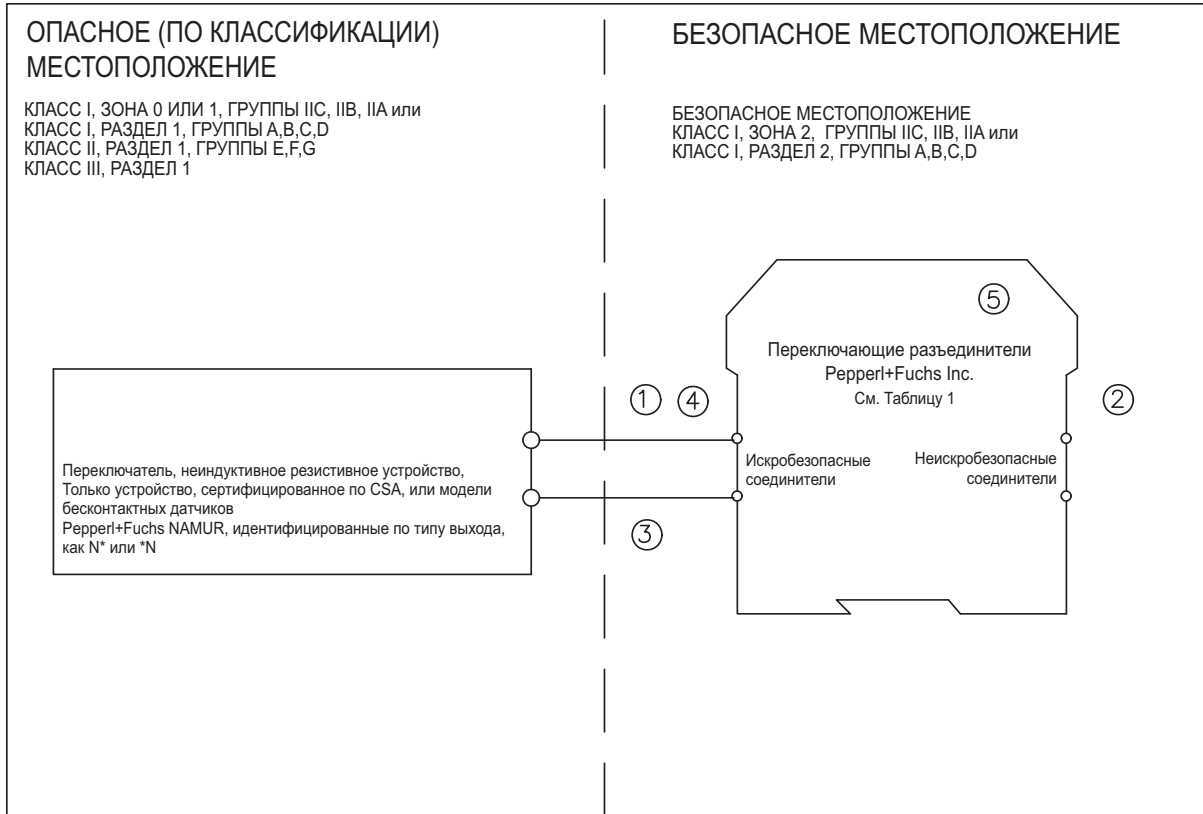 ОПАСНОЕ (ПО КЛАССИФИКАЦИИ)
МЕСТОПОЛОЖЕНИЕ
КЛАСС I, ЗОНА 0 ИЛИ 1, ГРУППЫ IIC, IIB, IIA или
КЛАСС I, РАЗДЕЛ 1, ГРУППЫ A,B,C,D
КЛАСС II, РАЗДЕЛ 1, ГРУППЫ E,F,G
КЛАСС III, РАЗДЕЛ 1
БЕЗОПАСНОЕ МЕСТОПОЛОЖЕНИЕ
БЕЗОПАСНОЕ МЕСТОПОЛОЖЕНИЕ
КЛАСС I, ЗОНА 2, ГРУППЫ IIC, IIB, IIA или
КЛАСС I, РАЗДЕЛ 2, ГРУППЫ A,B,C,D
Переключатель, неиндуктивное резистивное устройство,
Только устройство, сертифицированное по CSA, или модели
бесконтактных датчиков
Pepperl+Fuchs NAMUR, идентифицированные по типу выхода,
как N* или *N
1 4
3
5
Переключающие разъединители
Pepperl+Fuchs Inc.
См. Таблицу 1
2
Искробезопасные
соединители
Неискробезопасные
соединители